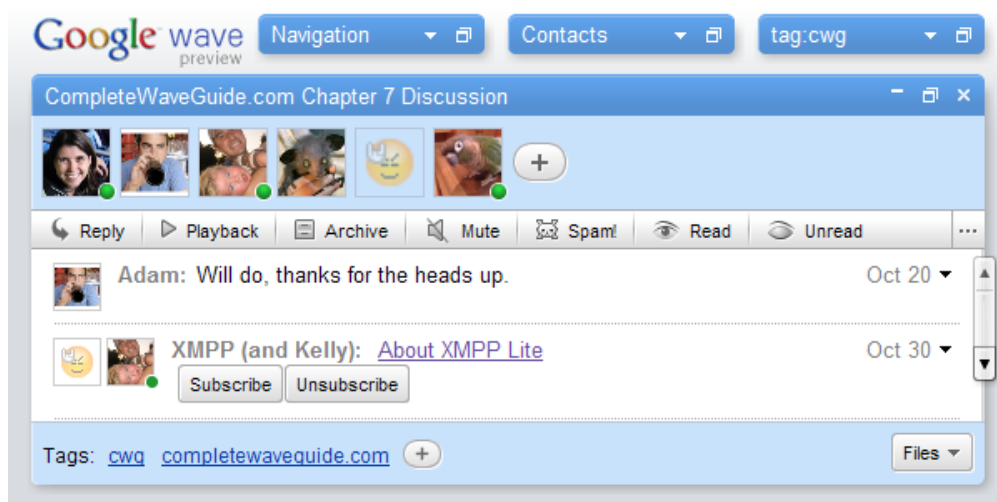 Google wave
preview
Navigation
Contacts
tag:cwg
CompleteWaveGuide.com Chapter 7 Discussion
Reply Playback Archive Mute Spam! Read Unread ...
Adam: Will do, thanks for the heads up. Oct 20
XMPP (and Kelly): About XMPP Lite Oct 30
Subscribe Unsubscribe
Tags: cwg completewaveguide.com Files